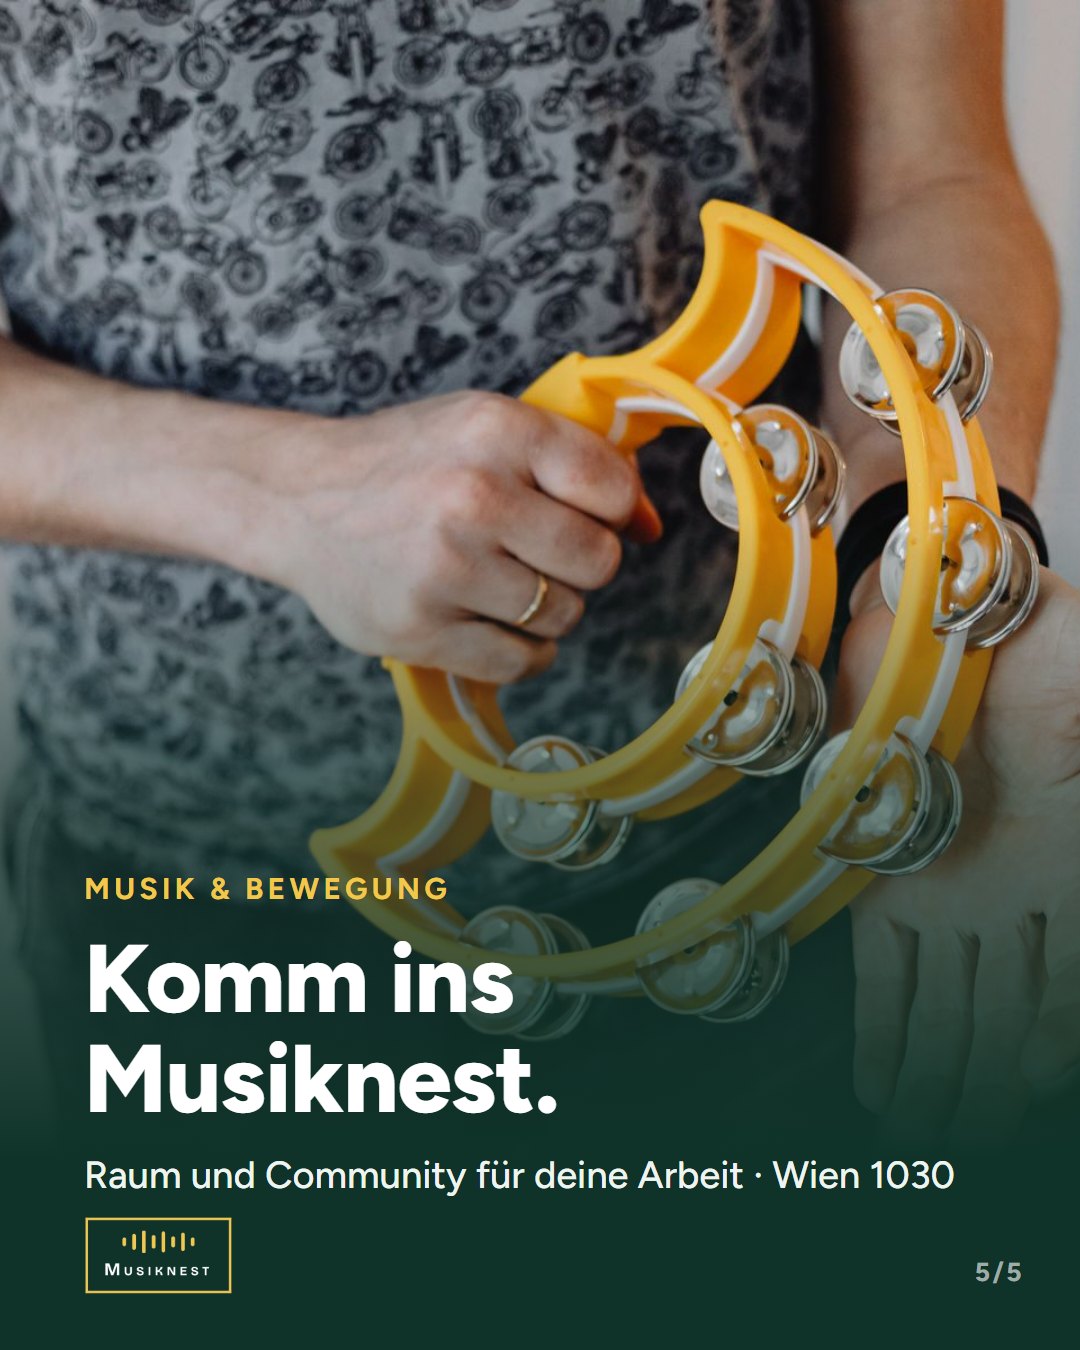 MUSIK & BEWEGUNG
Komm ins
Musiknest.
Raum und Community für deine Arbeit · Wien 1030
MUSIKNEST
5/5